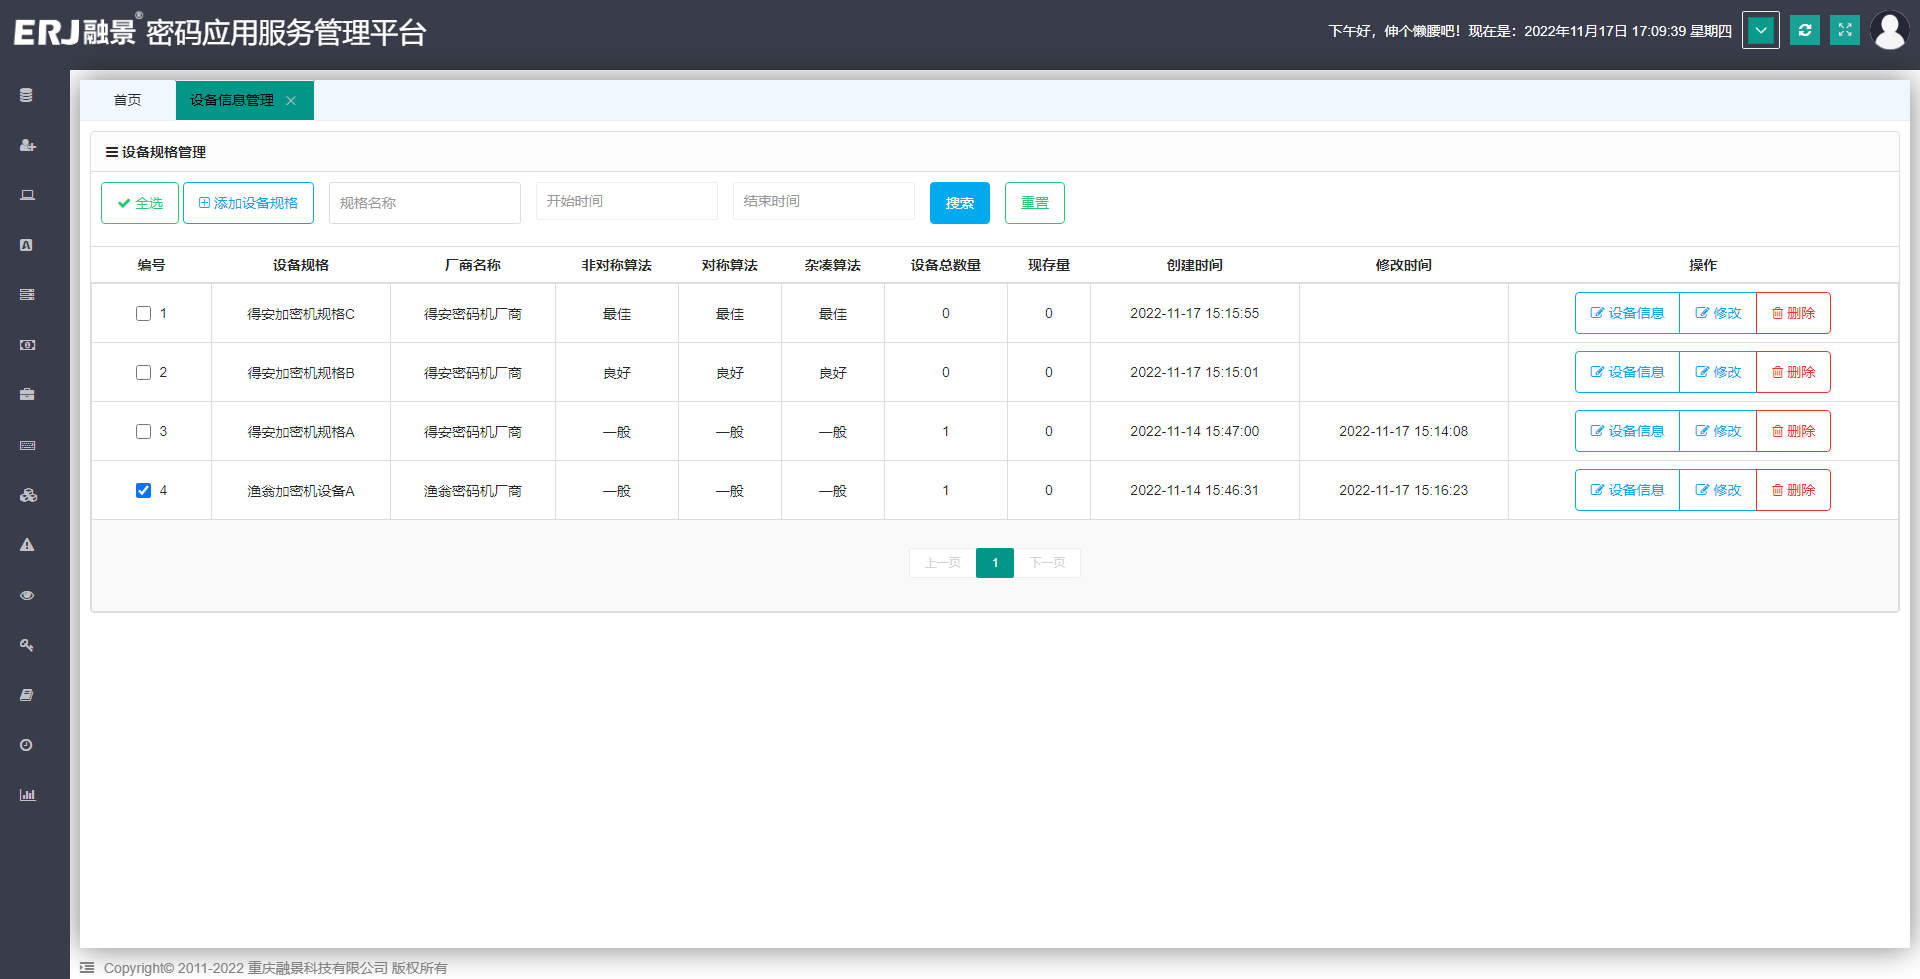 ERJ融景® 密码应用服务管理平台
下午好，伸个懒腰吧！现在是：2022年11月17日 17:09:39 星期四
首页 设备信息管理
设备规格管理
全选 添加设备规格 规格名称 开始时间 结束时间 搜索 重置
编号 设备规格 厂商名称 非对称算法 对称算法 杂凑算法 设备总数量 现存量 创建时间 修改时间 操作
1 得安加密机规格C 得安密码机厂商 最佳 最佳 最佳 0 0 2022-11-17 15:15:55 设备信息 修改 删除
2 得安加密机规格B 得安密码机厂商 良好 良好 良好 0 0 2022-11-17 15:15:01 设备信息 修改 删除
3 得安加密机规格A 得安密码机厂商 一般 一般 一般 1 0 2022-11-14 15:47:00 2022-11-17 15:14:08 设备信息 修改 删除
4 渔翁加密机设备A 渔翁密码机厂商 一般 一般 一般 1 0 2022-11-14 15:46:31 2022-11-17 15:16:23 设备信息 修改 删除
上一页 1 下一页
Copyright© 2011-2022 重庆融景科技有限公司 版权所有